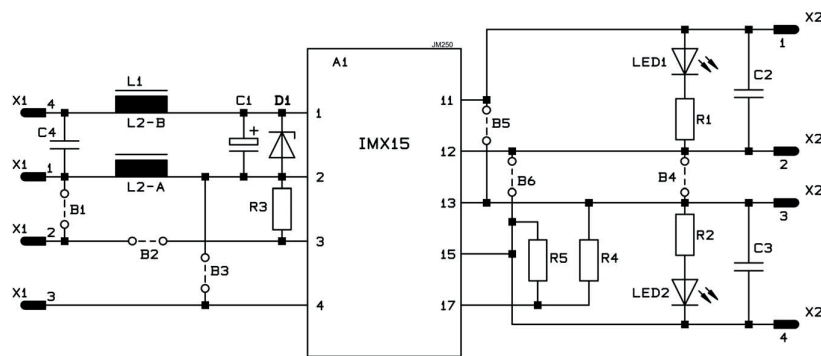 JM250
X2
1
A1
LED1
C2
L1
X1
4
C1
D1
1
11
B5
R1
L2-B
C4
IMX15
12
X2
2
X1
1
L2-A
2
B6
B4
B1
R3
13
X2
3
X1
2
B2
3
R2
C3
B3
15
R5
R4
X1
3
4
17
LED2
X2
4